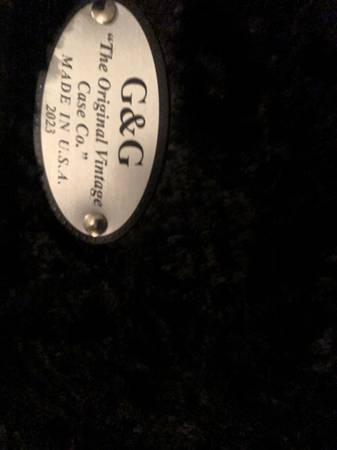 G&G
"The Original Vintage
Case Co."
MADE IN U.S.A.
2023